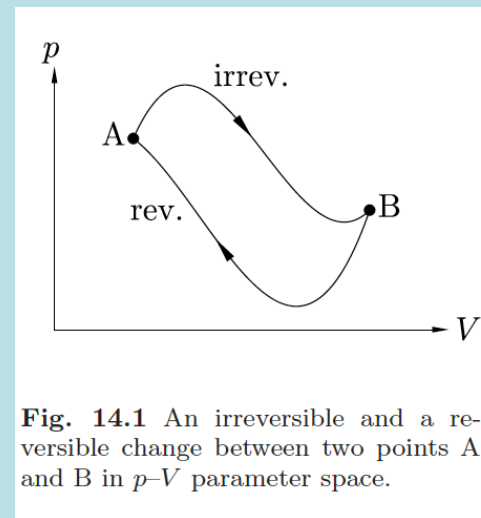 p
irrev.
A
rev.
B
V
Fig. 14.1 An irreversible and a re-
versible change between two points A
and B in p–V parameter space.